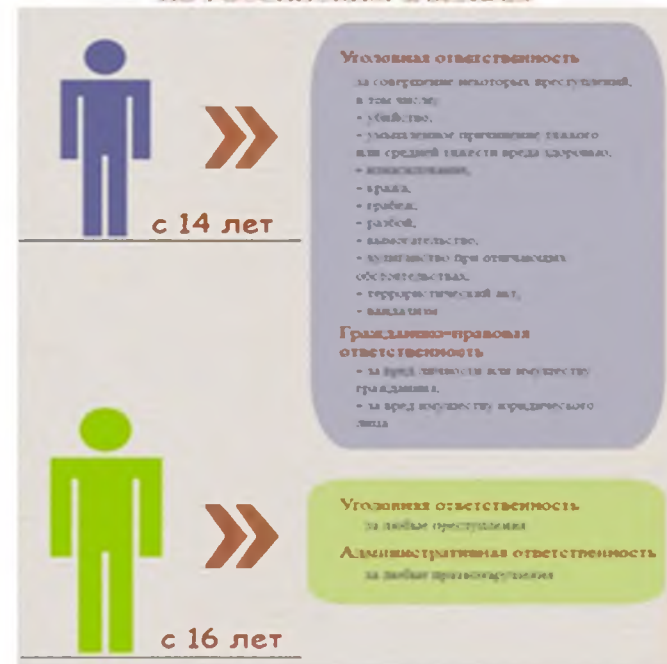 Уголовная ответственность
за совершение некоторых преступлений,
в том числе:
- убийство,
- умышленное причинение тяжкого
или средней тяжести вреда здоровью,
- изнасилование,
- кража,
- грабеж,
- разбой,
- вымогательство,
- хулиганство при отягчающих
обстоятельствах,
- террористический акт,
- вандализм
Гражданско-правовая
ответственность
- за вред личности или имуществу
гражданина,
- за вред имуществу юридического
лица
с 14 лет
Уголовная ответственность
за любые преступления
Административная ответственность
за любые правонарушения
с 16 лет